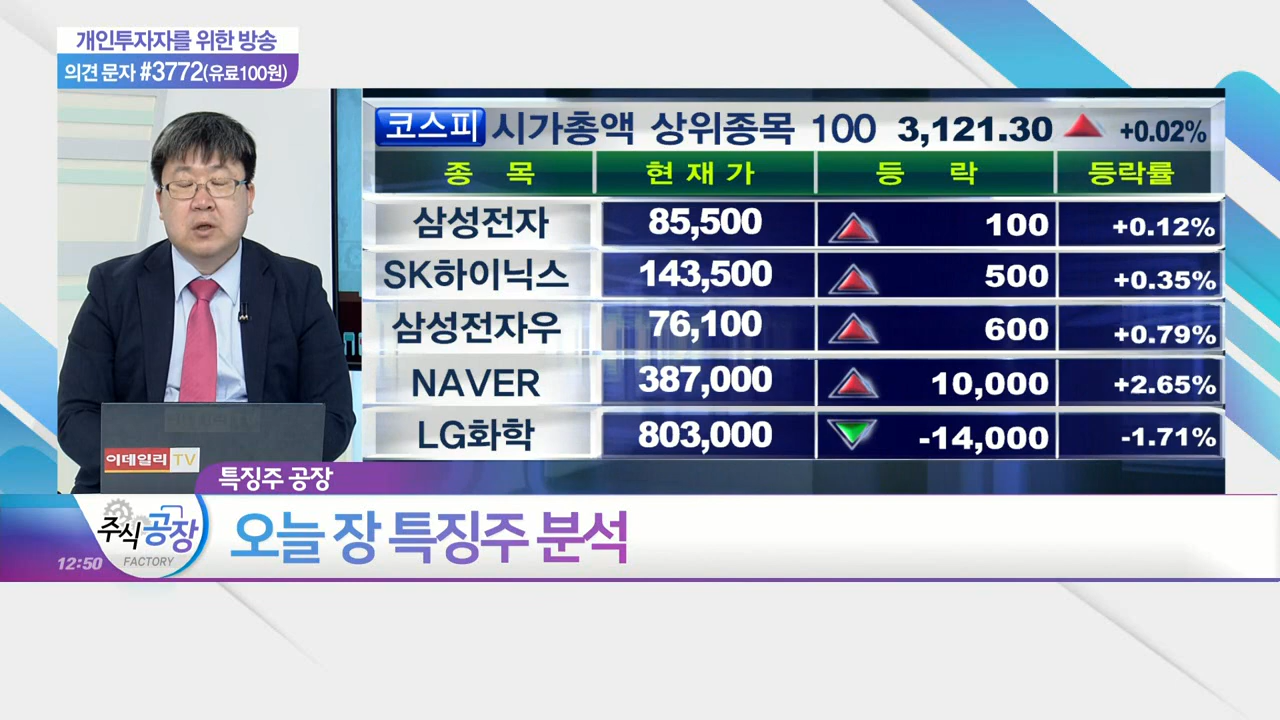 개인투자자를 위한 방송
의견 문자 #3772(유료100원)
코스피 시가총액 상위종목 100 3,121.30 +0.02%
종 목 현 재 가 등 락 등락률
삼성전자 85,500 100 +0.12%
SK하이닉스 143,500 500 +0.35%
삼성전자우 76,100 600 +0.79%
NAVER 387,000 10,000 +2.65%
LG화학 803,000 -14,000 -1.71%
이데일리 TV
특징주 공장
주식공장
FACTORY
오늘 장 특징주 분석
12:50